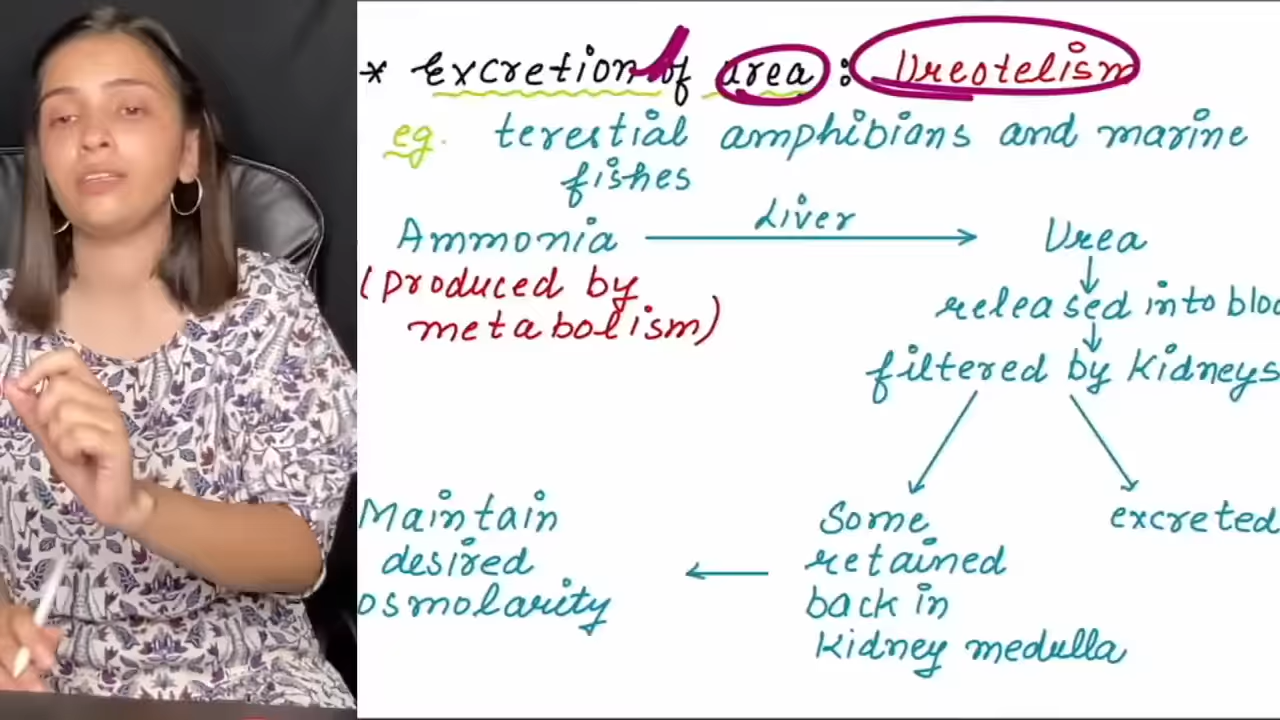 * Excretion of urea : Ureotelism
eg. terestial amphibians and marine
fishes
Liver
Ammonia Urea
(produced by released into bloo
metabolism)
filtered by kidneys
Maintain Some excreted
desired retained
osmolarity back in
kidney medulla